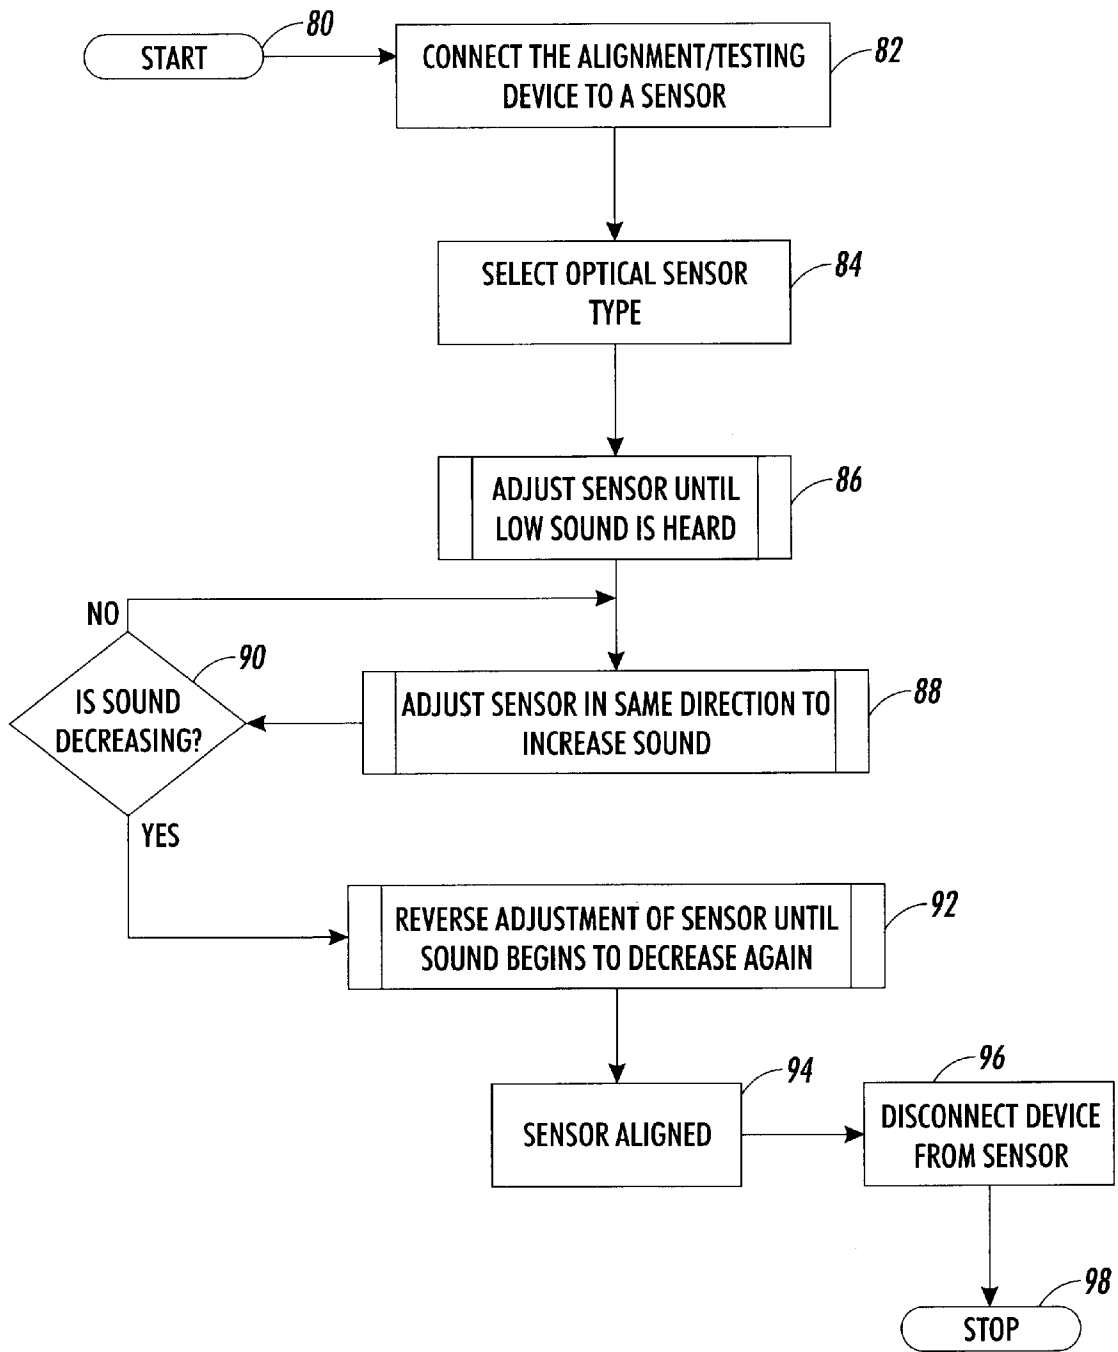 START
80
CONNECT THE ALIGNMENT/TESTING
DEVICE TO A SENSOR
82
SELECT OPTICAL SENSOR
TYPE
84
ADJUST SENSOR UNTIL
LOW SOUND IS HEARD
86
NO
IS SOUND
DECREASING?
90
ADJUST SENSOR IN SAME DIRECTION TO
INCREASE SOUND
88
YES
REVERSE ADJUSTMENT OF SENSOR UNTIL
SOUND BEGINS TO DECREASE AGAIN
92
SENSOR ALIGNED
94
DISCONNECT DEVICE
FROM SENSOR
96
STOP
98